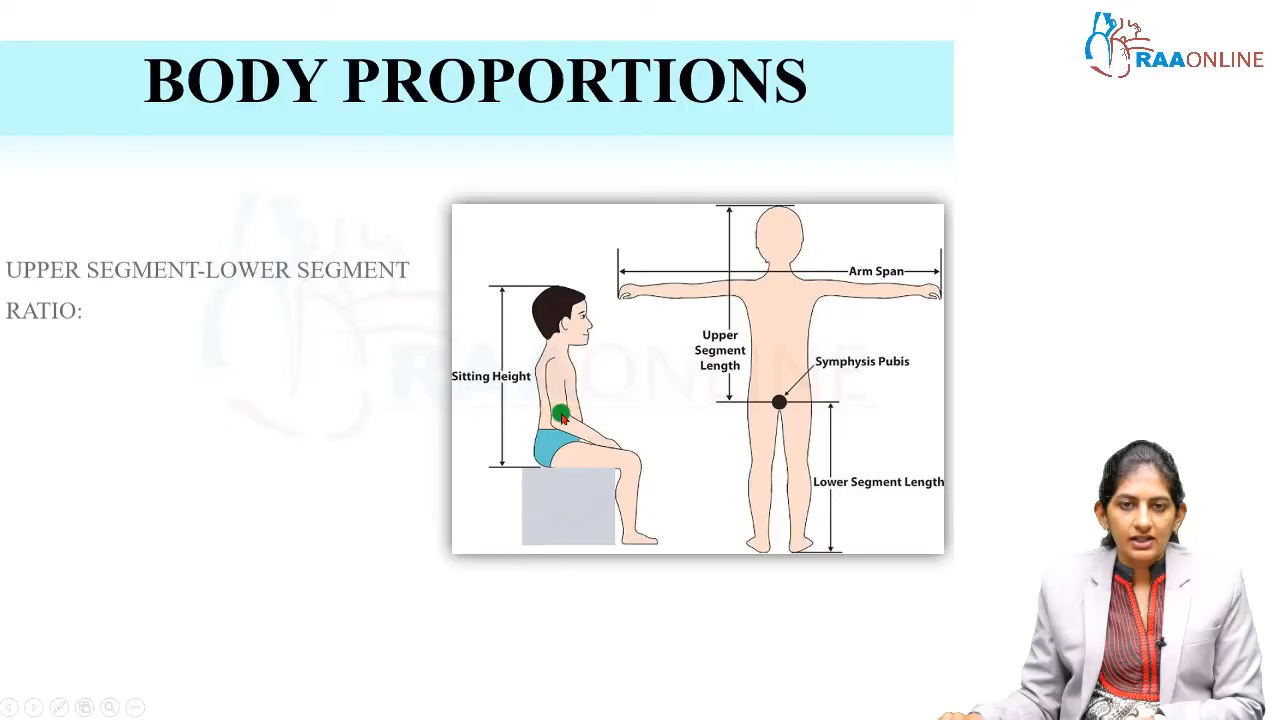 RAAONLINE
BODY PROPORTIONS
UPPER SEGMENT-LOWER SEGMENT
RATIO:
Sitting Height
Arm Span
Upper
Segment
Length
Symphysis Pubis
Lower Segment Length
RAAONLINE